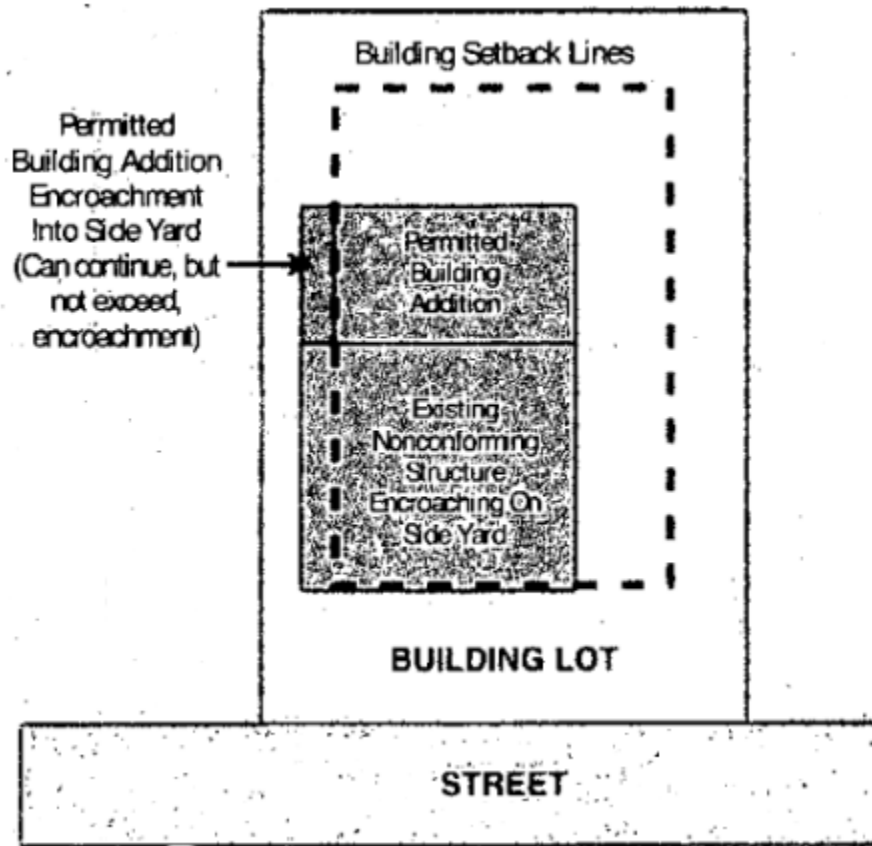 Building Setback Lines
Permitted
Building Addition
Encroachment
Into Side Yard
(Can continue, but
not exceed,
encroachment)
Permitted
Building
Addition
Existing
Nonconforming
Structure
Encroaching On
Side Yard
BUILDING LOT
STREET